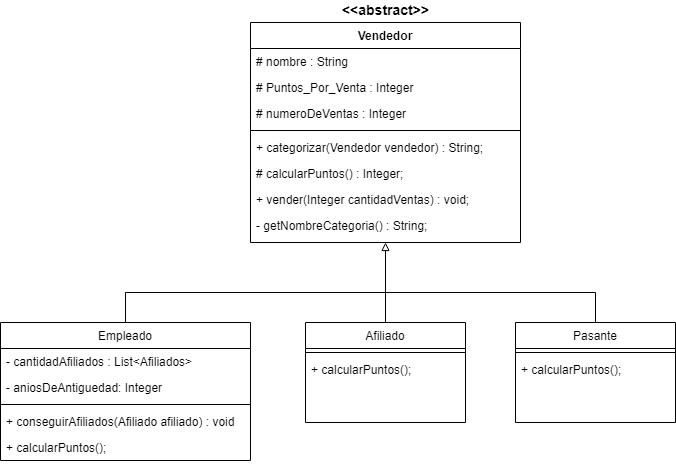 <<abstract>>
Vendedor
# nombre : String
# Puntos_Por_Venta : Integer
# numeroDeVentas : Integer
+ categorizar(Vendedor vendedor) : String;
# calcularPuntos() : Integer;
+ vender(Integer cantidadVentas) : void;
- getNombreCategoria() : String;
Empleado
- cantidadAfiliados : List<Afiliados>
- aniosDeAntiguedad: Integer
+ conseguirAfiliados(Afiliado afiliado) : void
+ calcularPuntos();
Afiliado
+ calcularPuntos();
Pasante
+ calcularPuntos();